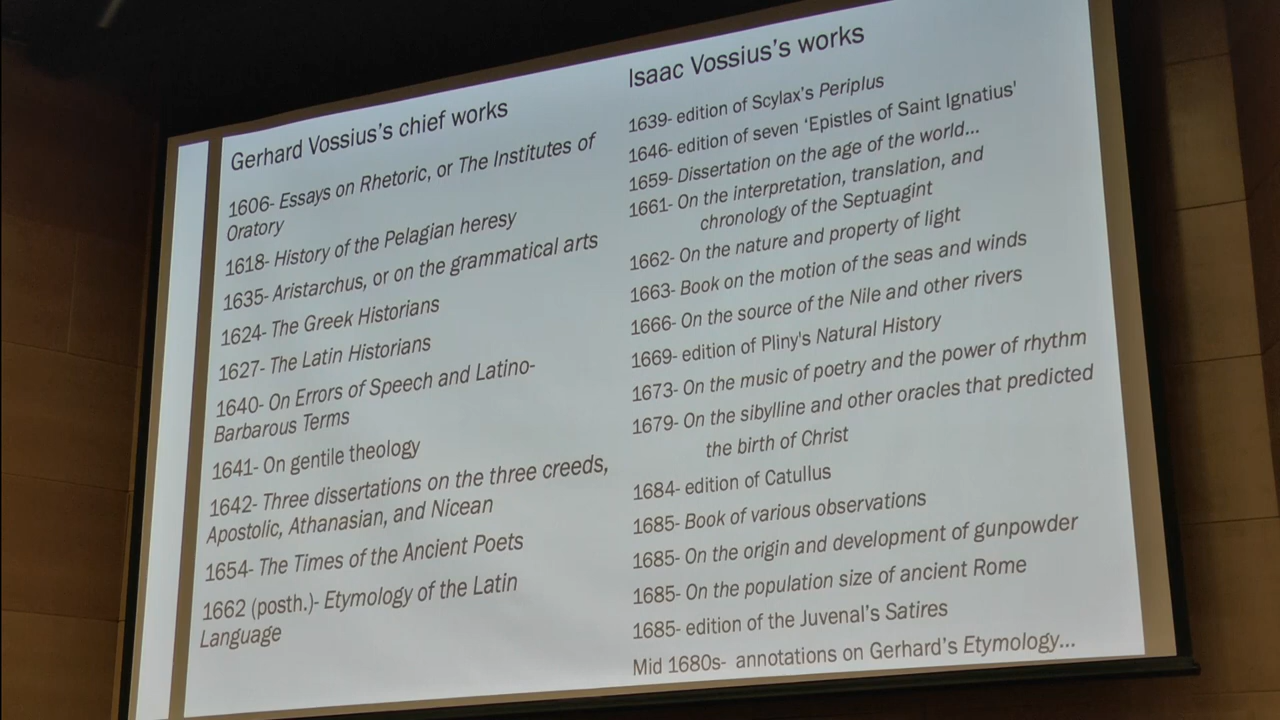 Gerhard Vossius's chief works
1606- Essays on Rhetoric, or The Institutes of
Oratory
1618- History of the Pelagian heresy
1635- Aristarchus, or on the grammatical arts
1624- The Greek Historians
1627- The Latin Historians
1640- On Errors of Speech and Latino-
Barbarous Terms
1641- On gentile theology
1642- Three dissertations on the three creeds,
Apostolic, Athanasian, and Nicean
1654- The Times of the Ancient Poets
1662 (posth.)- Etymology of the Latin
Language
Isaac Vossius's works
1639- edition of Scylax's Periplus
1646- edition of seven ‘Epistles of Saint Ignatius'
1659- Dissertation on the age of the world...
1661- On the interpretation, translation, and
chronology of the Septuagint
1662- On the nature and property of light
1663- Book on the motion of the seas and winds
1666- On the source of the Nile and other rivers
1669- edition of Pliny's Natural History
1673- On the music of poetry and the power of rhythm
1679- On the sibylline and other oracles that predicted
the birth of Christ
1684- edition of Catullus
1685- Book of various observations
1685- On the origin and development of gunpowder
1685- On the population size of ancient Rome
1685- edition of the Juvenal's Satires
Mid 1680s- annotations on Gerhard's Etymology...